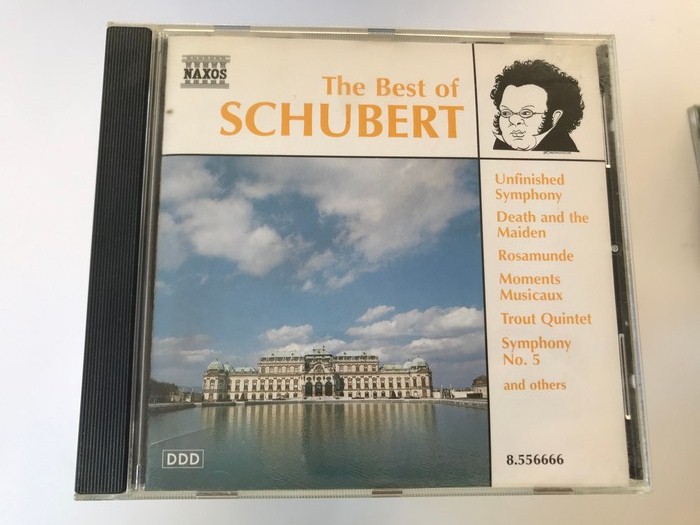 NAXOS
The Best of
SCHUBERT
Unfinished
Symphony
Death and the
Maiden
Rosamunde
Moments
Musicaux
Trout Quintet
Symphony
No. 5
and others
DDD
8.556666